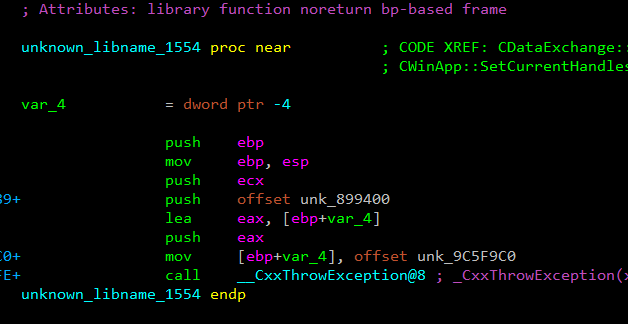 ; Attributes: library function noreturn bp-based frame
unknown_libname_1554 proc near ; CODE XREF: CDataExchange::
; CWinApp::SetCurrentHandles
var_4 = dword ptr -4
push ebp
mov ebp, esp
push ecx
39+ push offset unk_899400
lea eax, [ebp+var_4]
push eax
C0+ mov [ebp+var_4], offset unk_9C5F9C0
FE+ call __CxxThrowException@8 ; _CxxThrowException(x
unknown_libname_1554 endp